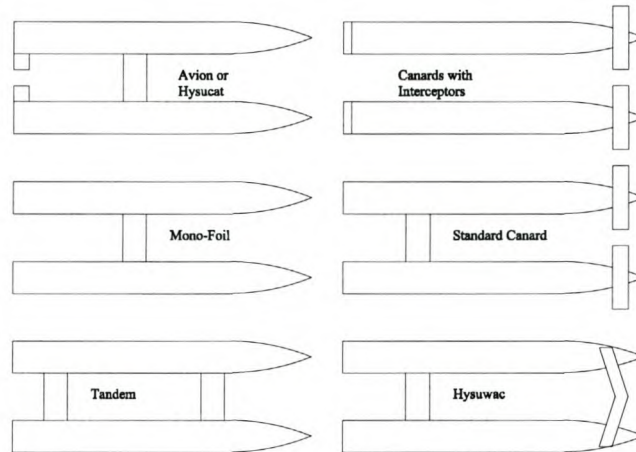 Avion or
Hysucat
Canards with
Interceptors
Mono-Foil
Standard Canard
Tandem
Hysuwac